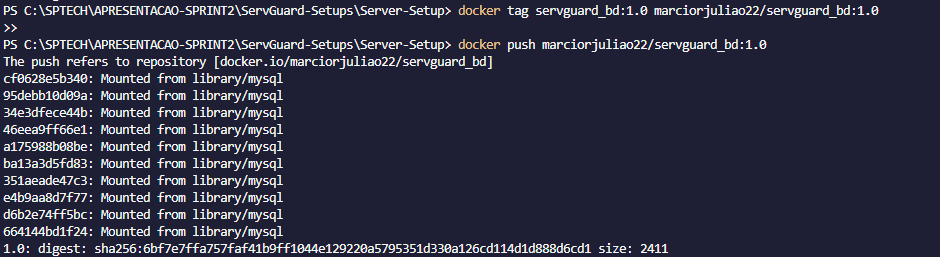 PS C:\SPTECH\APRESENTACAO-SPRINT2\ServGuard-Setups\Server-Setup> docker tag servguard_bd:1.0 marciorjuliao22/servguard_bd:1.0
>>
PS C:\SPTECH\APRESENTACAO-SPRINT2\ServGuard-Setups\Server-Setup> docker push marciorjuliao22/servguard_bd:1.0
The push refers to repository [docker.io/marciorjuliao22/servguard_bd]
cf0628e5b340: Mounted from library/mysql
95debb10d09a: Mounted from library/mysql
34e3dfece44b: Mounted from library/mysql
46eea9ff66e1: Mounted from library/mysql
a175988b08be: Mounted from library/mysql
ba13a3d5fd83: Mounted from library/mysql
351aeade47c3: Mounted from library/mysql
e4b9aa8d7f77: Mounted from library/mysql
d6b2e74ff5bc: Mounted from library/mysql
664144bd1f24: Mounted from library/mysql
1.0: digest: sha256:6bf7e7ffa757faf41b9ff1044e129220a5795351d330a126cd114d1d888d6cd1 size: 2411